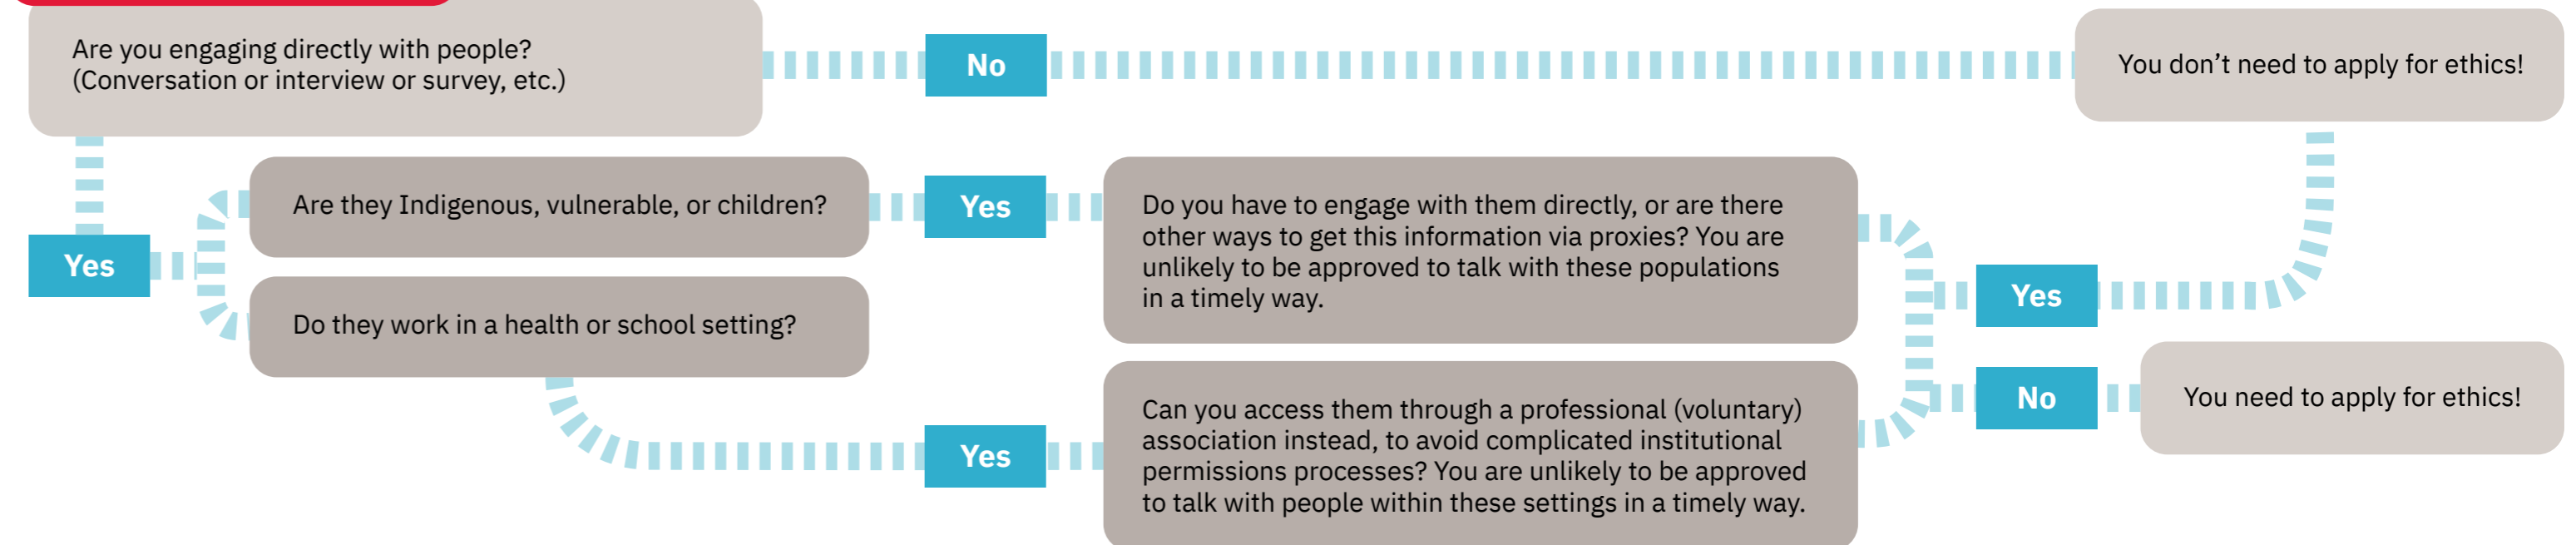 Are you engaging directly with people?
(Conversation or interview or survey, etc.)
No
You don’t need to apply for ethics!
Yes
Are they Indigenous, vulnerable, or children?
Yes
Do you have to engage with them directly, or are there
other ways to get this information via proxies? You are
unlikely to be approved to talk with these populations
in a timely way.
Do they work in a health or school setting?
Yes
Can you access them through a professional (voluntary)
association instead, to avoid complicated institutional
permissions processes? You are unlikely to be approved
to talk with people within these settings in a timely way.
Yes
No
You need to apply for ethics!